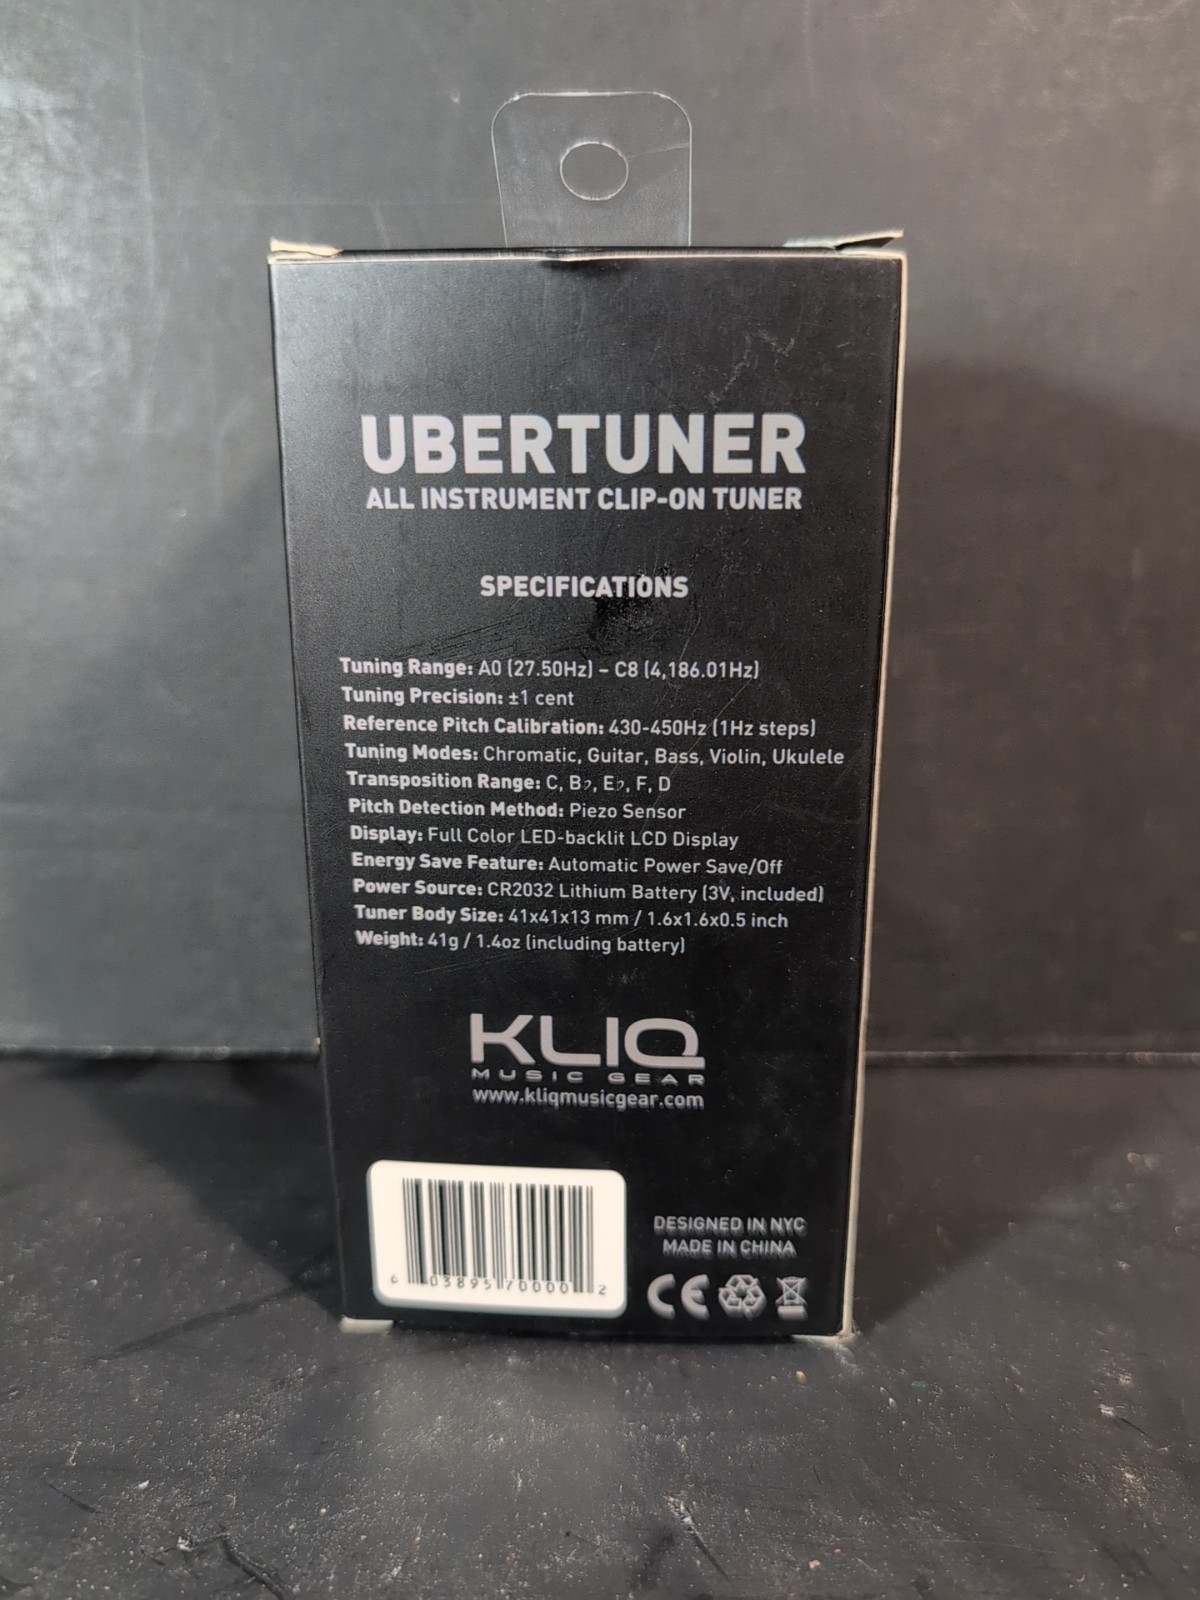 UBERTUNER
ALL INSTRUMENT CLIP-ON TUNER
SPECIFICATIONS
Tuning Range: A0 (27.50Hz) – C8 (4,186.01Hz)
Tuning Precision: ±1 cent
Reference Pitch Calibration: 430-450Hz (1Hz steps)
Tuning Modes: Chromatic, Guitar, Bass, Violin, Ukulele
Transposition Range: C, B♭, E♭, F, D
Pitch Detection Method: Piezo Sensor
Display: Full Color LED-backlit LCD Display
Energy Save Feature: Automatic Power Save/Off
Power Source: CR2032 Lithium Battery (3V, included)
Tuner Body Size: 41x41x13 mm / 1.6x1.6x0.5 inch
Weight: 41g / 1.4oz (including battery)
KLIQ
MUSIC GEAR
www.kliqmusicgear.com
DESIGNED IN NYC
MADE IN CHINA
CE
6 03895 70000 2